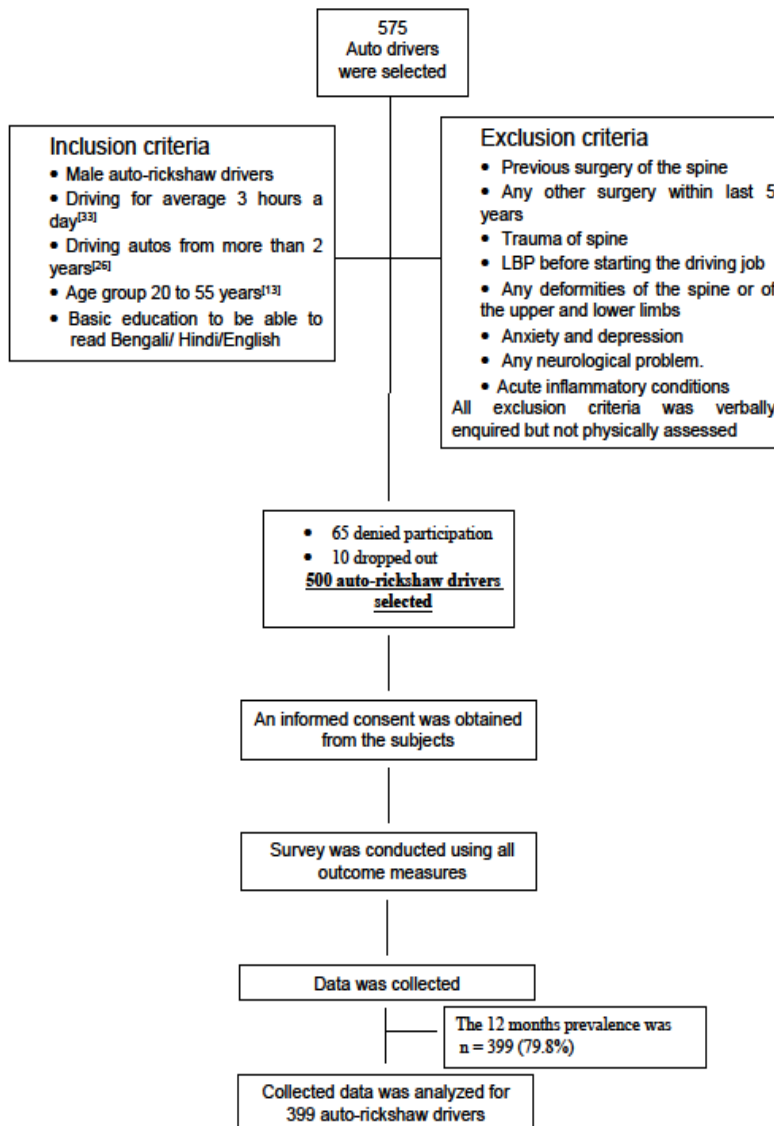 575
Auto drivers
were selected
Inclusion criteria
• Male auto-rickshaw drivers
• Driving for average 3 hours a
day[33]
• Driving autos from more than 2
years[26]
• Age group 20 to 55 years[13]
• Basic education to be able to
read Bengali/ Hindi/English
Exclusion criteria
• Previous surgery of the spine
• Any other surgery within last 5
years
• Trauma of spine
• LBP before starting the driving job
• Any deformities of the spine or of
the upper and lower limbs
• Anxiety and depression
• Any neurological problem.
• Acute inflammatory conditions
All exclusion criteria was verbally
enquired but not physically assessed
• 65 denied participation
• 10 dropped out
500 auto-rickshaw drivers
selected
An informed consent was obtained
from the subjects
Survey was conducted using all
outcome measures
Data was collected
The 12 months prevalence was
n = 399 (79.8%)
Collected data was analyzed for
399 auto-rickshaw drivers